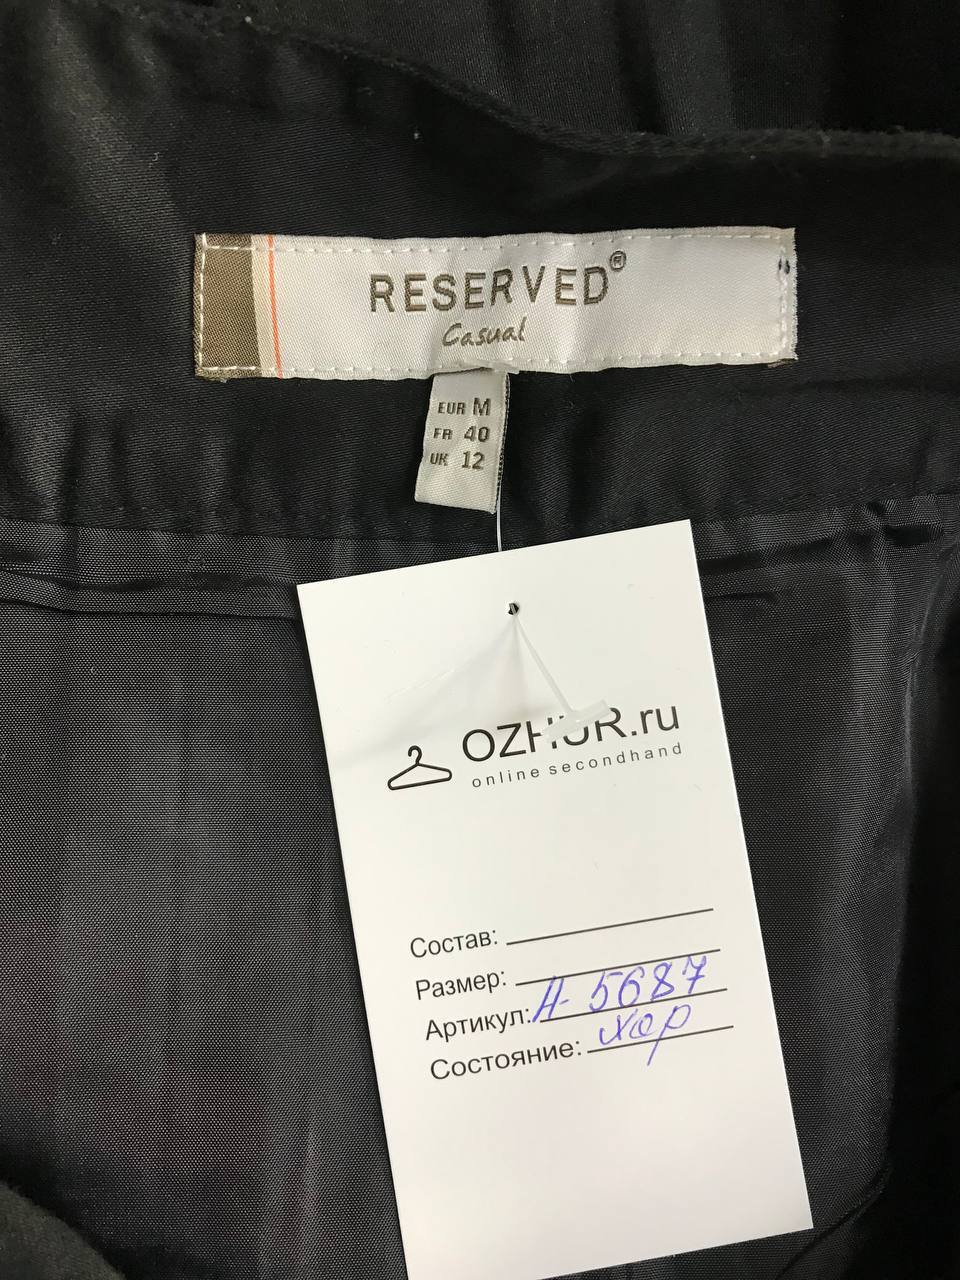 RESERVED®
Casual
EUR M
FR 40
UK 12
OZHUR.ru
online secondhand
Состав:
Размер:
Артикул: А-5687
Состояние: хор